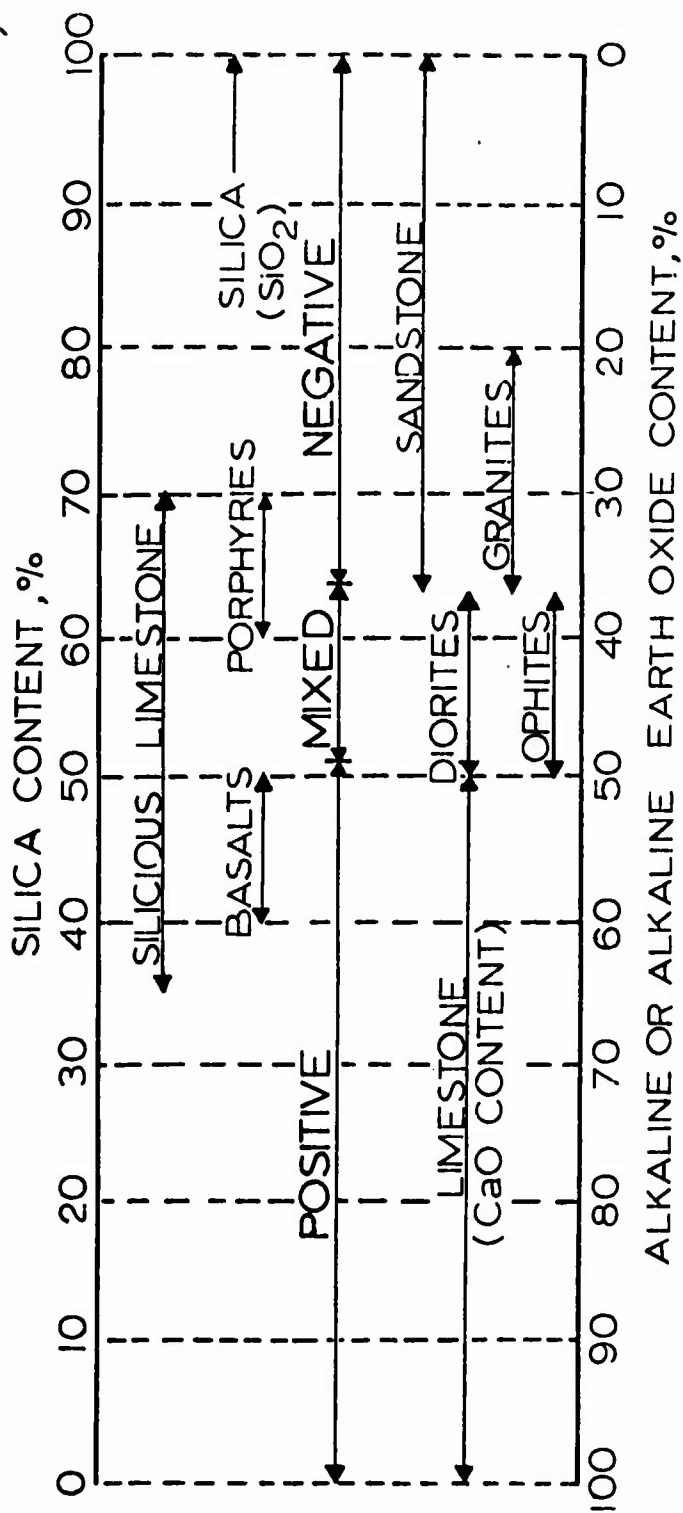 SILICA CONTENT, %
0 10 20 30 40 50 60 70 80 90 100
SILICIOUS LIMESTONE
SILICA
(SiO2)
BASALTS PORPHYRIES
POSITIVE MIXED NEGATIVE
SANDSTONE
LIMESTONE
(CaO CONTENT)
DIORITES
GRANITES
OPHITES
100 90 80 70 60 50 40 30 20 10 0
ALKALINE OR ALKALINE EARTH OXIDE CONTENT, %